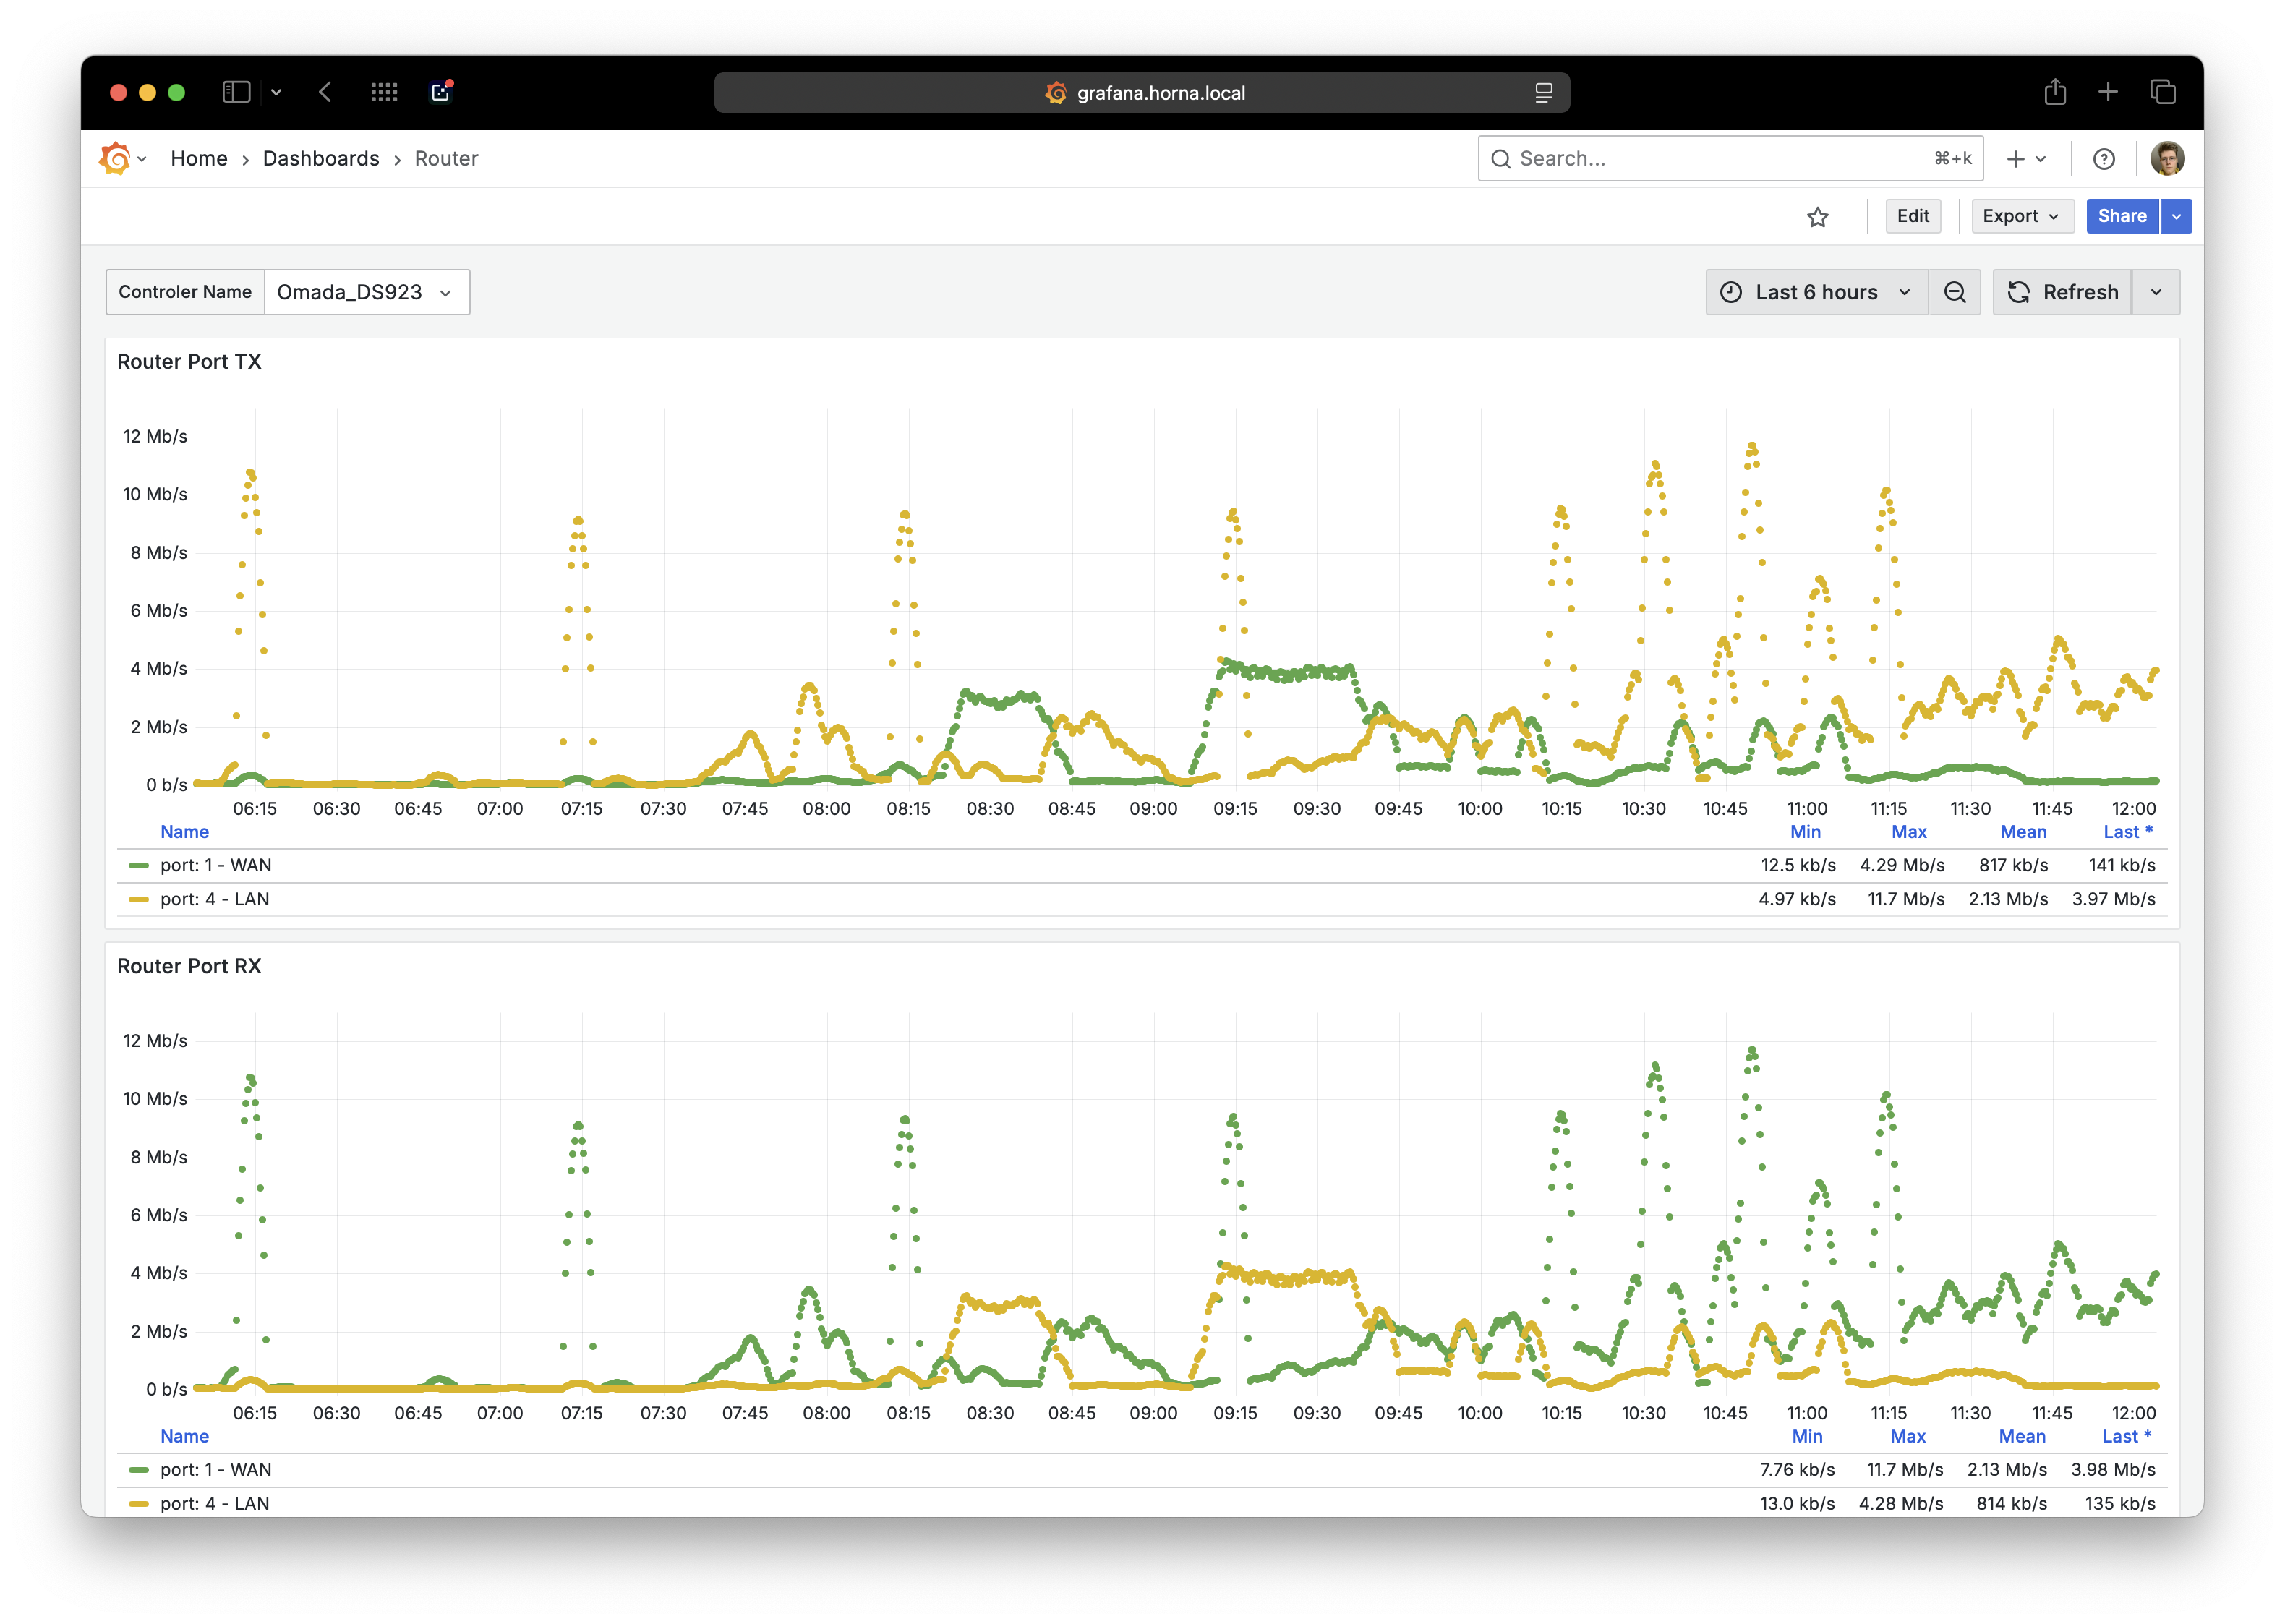 grafana.horna.local
Home › Dashboards › Router
Search...
⌘+k
Edit
Export
Share
Controler Name
Omada_DS923
Last 6 hours
Refresh
Router Port TX
12 Mb/s
10 Mb/s
8 Mb/s
6 Mb/s
4 Mb/s
2 Mb/s
0 b/s
06:15 06:30 06:45 07:00 07:15 07:30 07:45 08:00 08:15 08:30 08:45 09:00 09:15 09:30 09:45 10:00 10:15 10:30 10:45 11:00 11:15 11:30 11:45 12:00
Name Min Max Mean Last *
port: 1 - WAN 12.5 kb/s 4.29 Mb/s 817 kb/s 141 kb/s
port: 4 - LAN 4.97 kb/s 11.7 Mb/s 2.13 Mb/s 3.97 Mb/s
Router Port RX
12 Mb/s
10 Mb/s
8 Mb/s
6 Mb/s
4 Mb/s
2 Mb/s
0 b/s
06:15 06:30 06:45 07:00 07:15 07:30 07:45 08:00 08:15 08:30 08:45 09:00 09:15 09:30 09:45 10:00 10:15 10:30 10:45 11:00 11:15 11:30 11:45 12:00
Name Min Max Mean Last *
port: 1 - WAN 7.76 kb/s 11.7 Mb/s 2.13 Mb/s 3.98 Mb/s
port: 4 - LAN 13.0 kb/s 4.28 Mb/s 814 kb/s 135 kb/s